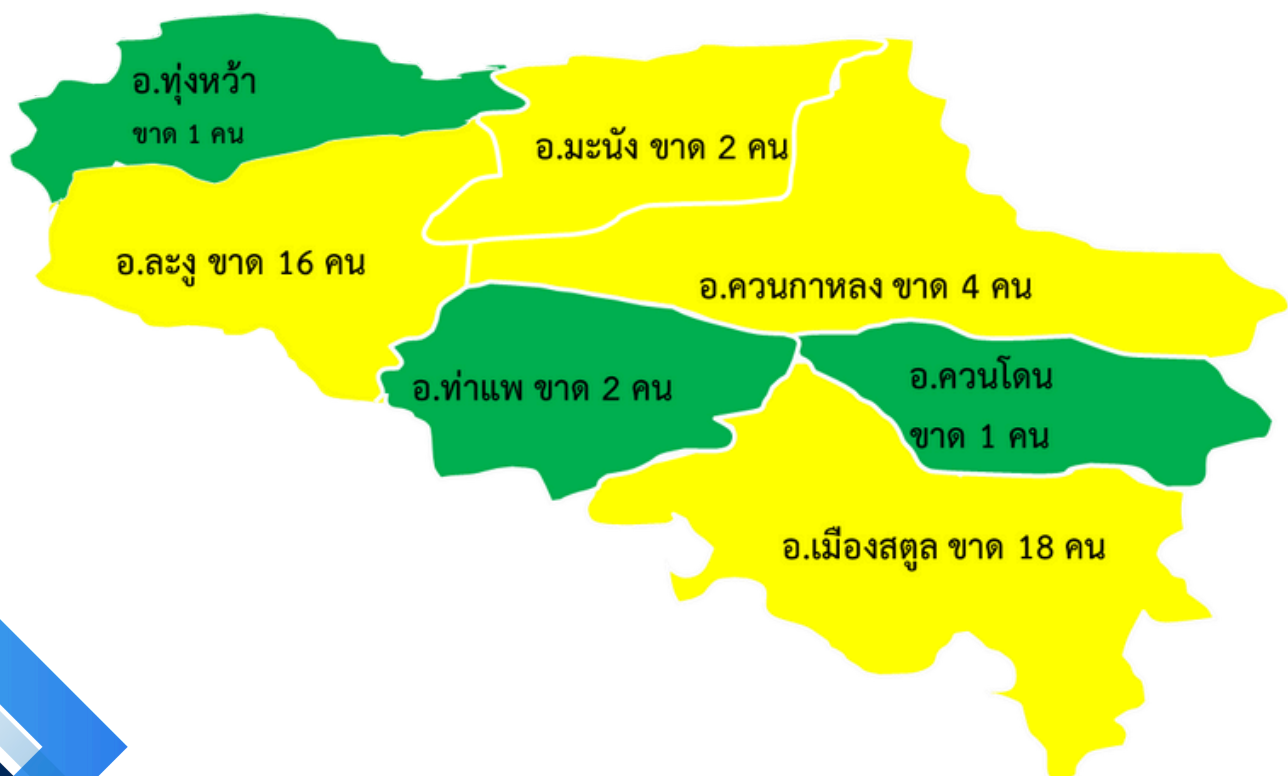 อ.ทุ่งหว้า
ขาด 1 คน
อ.มะนัง ขาด 2 คน
อ.ละงู ขาด 16 คน
อ.ควนกาหลง ขาด 4 คน
อ.ท่าแพ ขาด 2 คน
อ.ควนโดน
ขาด 1 คน
อ.เมืองสตูล ขาด 18 คน